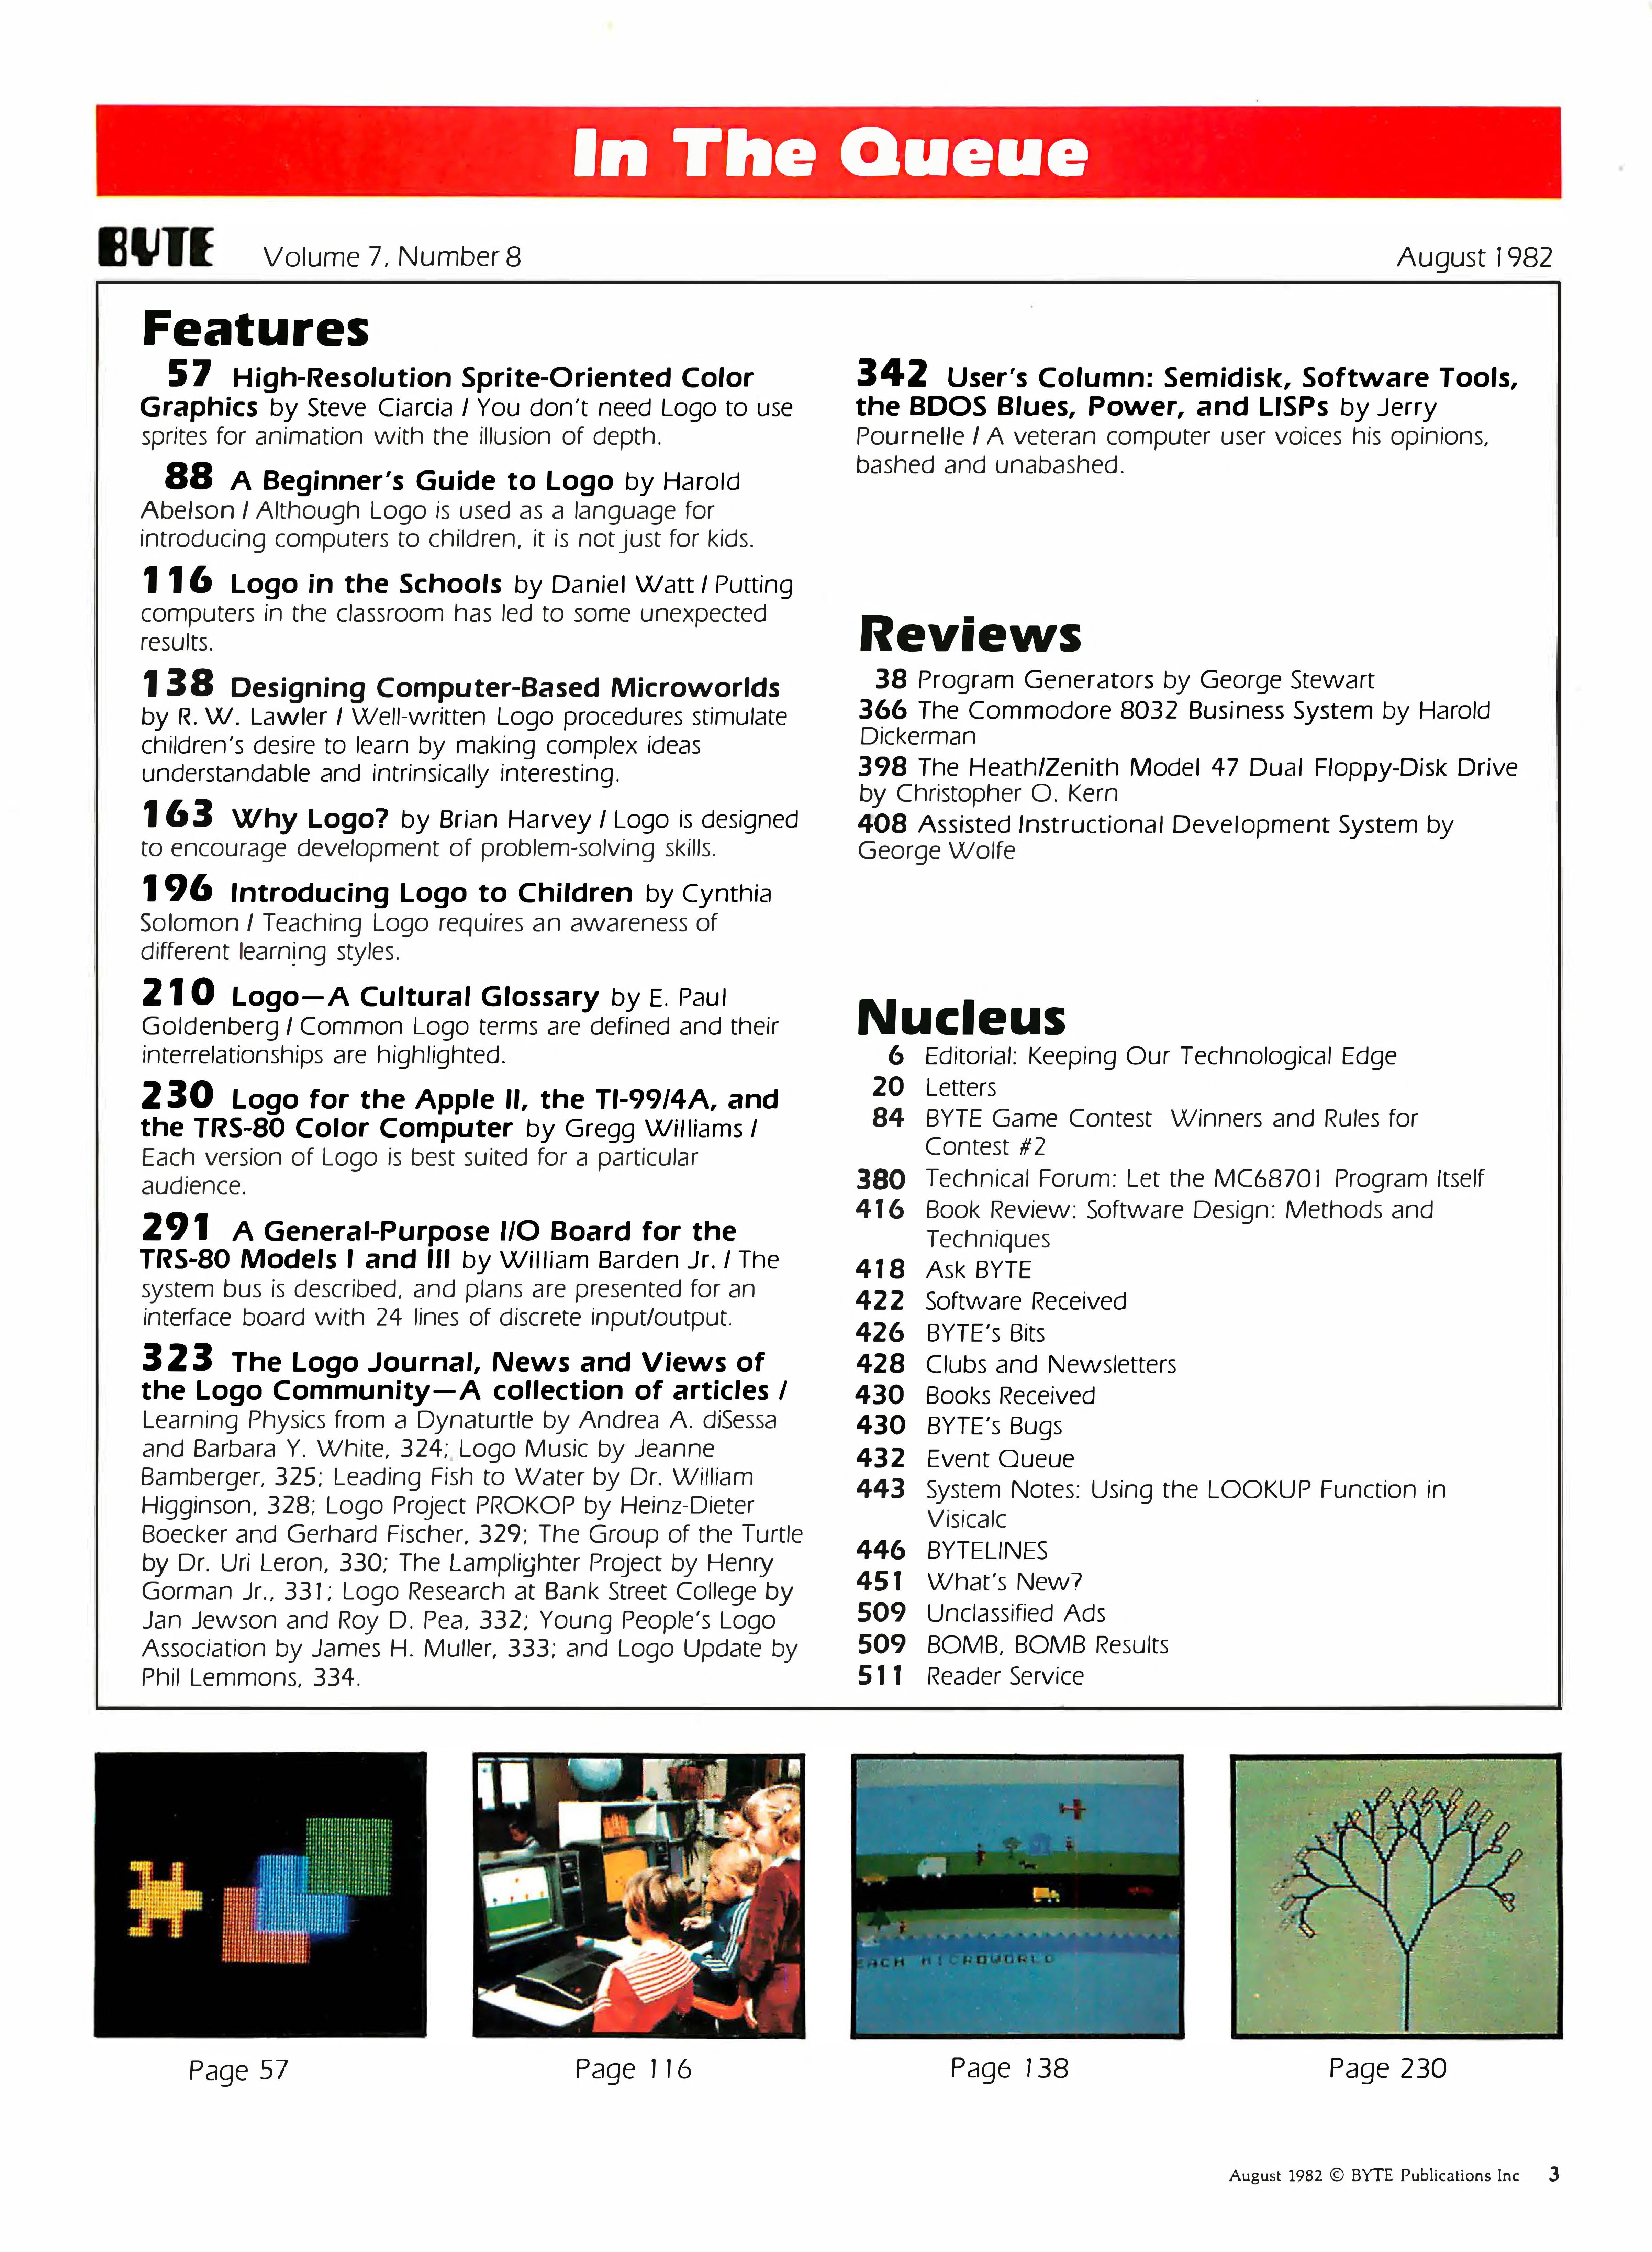 In The Queue
BYTE Volume 7, Number 8 August 1982
Features
57 High-Resolution Sprite-Oriented Color
Graphics by Steve Ciarcia / You don't need Logo to use
sprites for animation with the illusion of depth.
88 A Beginner's Guide to Logo by Harold
Abelson / Although Logo is used as a language for
introducing computers to children, it is not just for kids.
116 Logo in the Schools by Daniel Watt / Putting
computers in the classroom has led to some unexpected
results.
138 Designing Computer-Based Microworlds
by R. W. Lawler / Well-written Logo procedures stimulate
children's desire to learn by making complex ideas
understandable and intrinsically interesting.
163 Why Logo? by Brian Harvey / Logo is designed
to encourage development of problem-solving skills.
196 Introducing Logo to Children by Cynthia
Solomon / Teaching Logo requires an awareness of
different learning styles.
210 Logo—A Cultural Glossary by E. Paul
Goldenberg / Common Logo terms are defined and their
interrelationships are highlighted.
230 Logo for the Apple II, the TI-99/4A, and
the TRS-80 Color Computer by Gregg Williams /
Each version of Logo is best suited for a particular
audience.
291 A General-Purpose I/O Board for the
TRS-80 Models I and III by William Barden Jr. / The
system bus is described, and plans are presented for an
interface board with 24 lines of discrete input/output.
323 The Logo Journal, News and Views of
the Logo Community—A collection of articles /
Learning Physics from a Dynaturtle by Andrea A. diSessa
and Barbara Y. White, 324; Logo Music by Jeanne
Bamberger, 325; Leading Fish to Water by Dr. William
Higginson, 328; Logo Project PROKOP by Heinz-Dieter
Boecker and Gerhard Fischer, 329; The Group of the Turtle
by Dr. Uri Leron, 330; The Lamplighter Project by Henry
Gorman Jr., 331; Logo Research at Bank Street College by
Jan Jewson and Roy D. Pea, 332; Young People's Logo
Association by James H. Muller, 333; and Logo Update by
Phil Lemmons, 334.
342 User's Column: Semidisk, Software Tools,
the BDOS Blues, Power, and LISPs by Jerry
Pournelle / A veteran computer user voices his opinions,
bashed and unabashed.
Reviews
38 Program Generators by George Stewart
366 The Commodore 8032 Business System by Harold
Dickerman
398 The Heath/Zenith Model 47 Dual Floppy-Disk Drive
by Christopher O. Kern
408 Assisted Instructional Development System by
George Wolfe
Nucleus
6 Editorial: Keeping Our Technological Edge
20 Letters
84 BYTE Game Contest Winners and Rules for
Contest #2
380 Technical Forum: Let the MC68701 Program Itself
416 Book Review: Software Design: Methods and
Techniques
418 Ask BYTE
422 Software Received
426 BYTE's Bits
428 Clubs and Newsletters
430 Books Received
430 BYTE's Bugs
432 Event Queue
443 System Notes: Using the LOOKUP Function in
Visicalc
446 BYTELINES
451 What's New?
509 Unclassified Ads
509 BOMB, BOMB Results
511 Reader Service
EACH MICROWORLD
Page 57 Page 116 Page 138 Page 230
August 1982 © BYTE Publications Inc 3